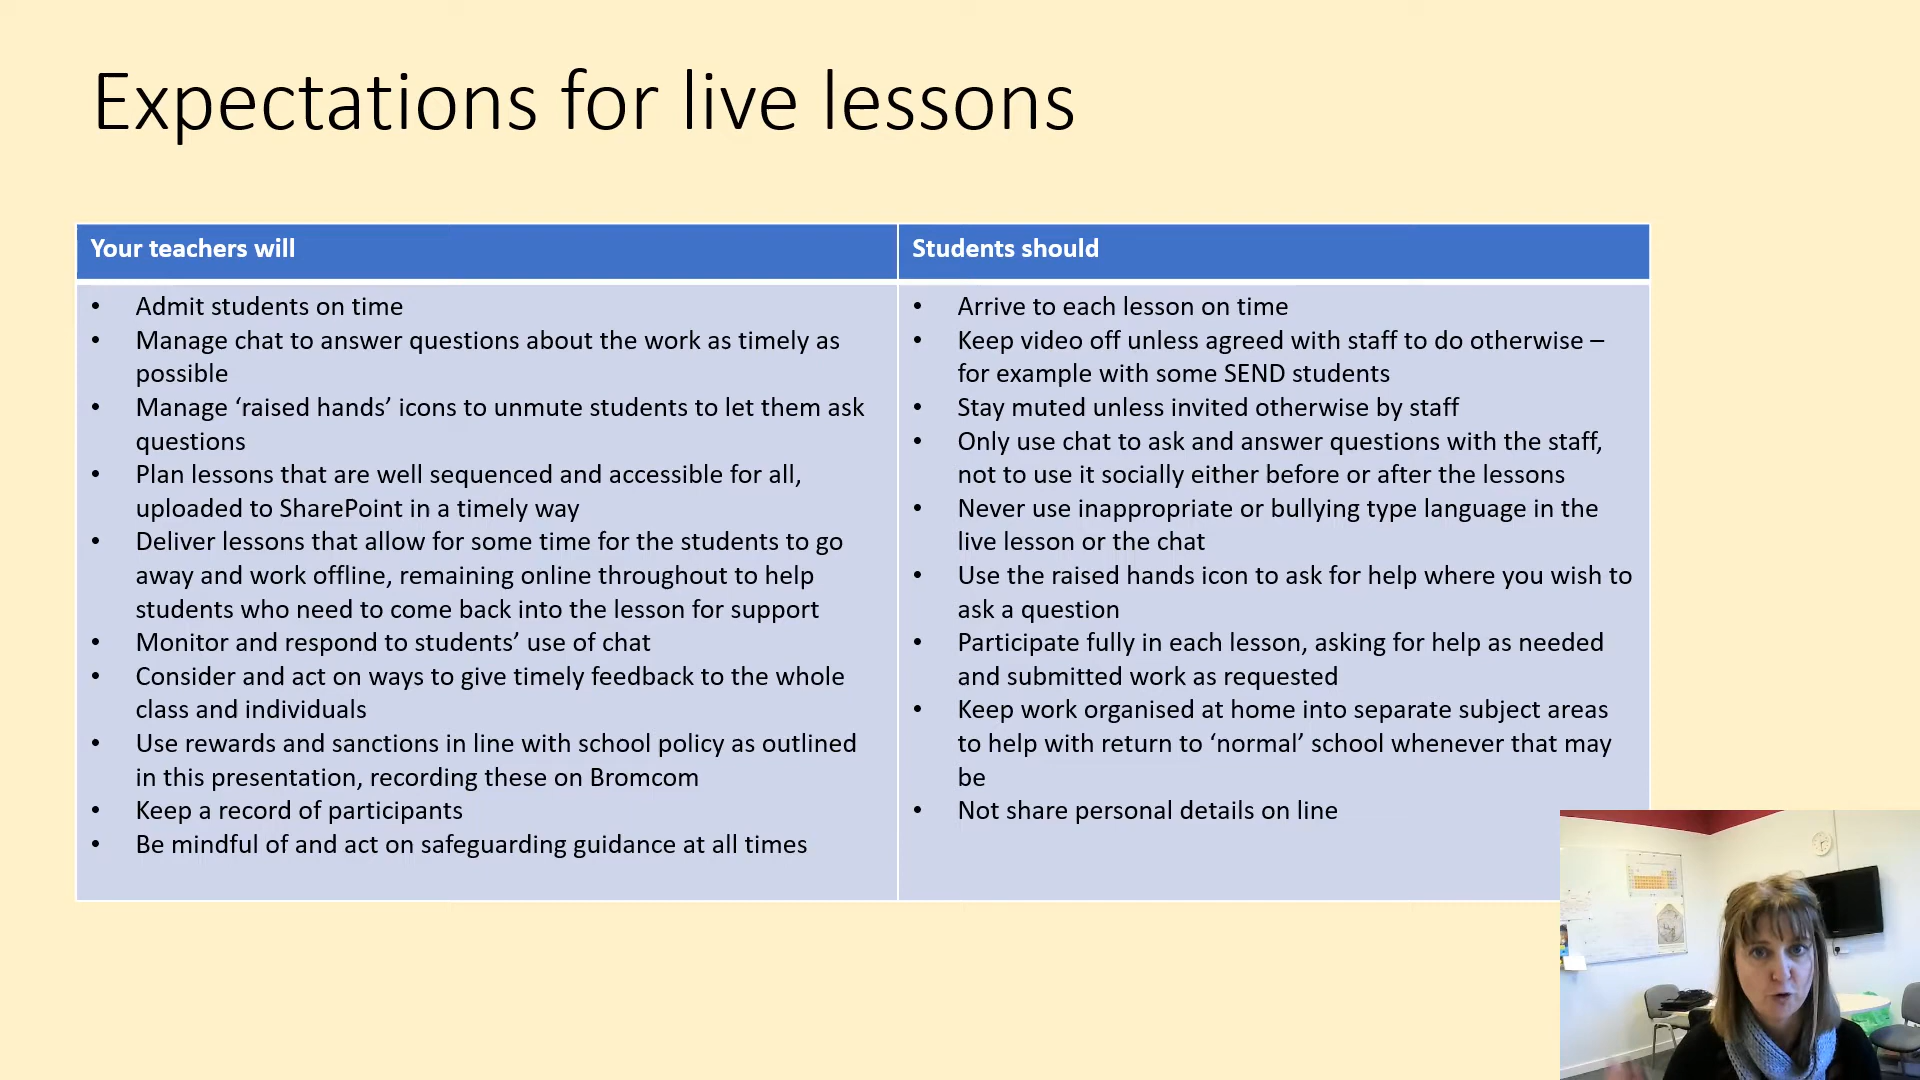 Expectations for live lessons
Your teachers will
• Admit students on time
• Manage chat to answer questions about the work as timely as
possible
• Manage ‘raised hands’ icons to unmute students to let them ask
questions
• Plan lessons that are well sequenced and accessible for all,
uploaded to SharePoint in a timely way
• Deliver lessons that allow for some time for the students to go
away and work offline, remaining online throughout to help
students who need to come back into the lesson for support
• Monitor and respond to students’ use of chat
• Consider and act on ways to give timely feedback to the whole
class and individuals
• Use rewards and sanctions in line with school policy as outlined
in this presentation, recording these on Bromcom
• Keep a record of participants
• Be mindful of and act on safeguarding guidance at all times
Students should
• Arrive to each lesson on time
• Keep video off unless agreed with staff to do otherwise –
for example with some SEND students
• Stay muted unless invited otherwise by staff
• Only use chat to ask and answer questions with the staff,
not to use it socially either before or after the lessons
• Never use inappropriate or bullying type language in the
live lesson or the chat
• Use the raised hands icon to ask for help where you wish to
ask a question
• Participate fully in each lesson, asking for help as needed
and submitted work as requested
• Keep work organised at home into separate subject areas
to help with return to ‘normal’ school whenever that may
be
• Not share personal details on line